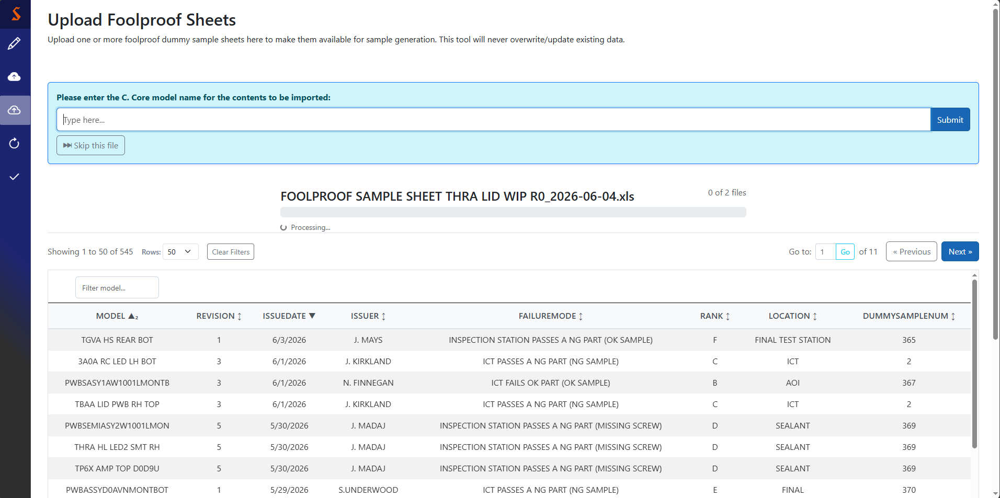 Upload Foolproof Sheets
Upload one or more foolproof dummy sample sheets here to make them available for sample generation. This tool will never overwrite/update existing data.
Please enter the C. Core model name for the contents to be imported:
Type here... Submit
Skip this file
FOOLPROOF SAMPLE SHEET THRA LID WIP R0_2026-06-04.xls 0 of 2 files
Processing...
Showing 1 to 50 of 545 Rows: 50 Clear Filters Go to: 1 Go of 11 « Previous Next »
Filter model...
MODEL ▲₂ REVISION ↕ ISSUEDATE ▼ ISSUER ↕ FAILUREMODE ↕ RANK ↕ LOCATION ↕ DUMMYSAMPLENUM ↕
TGVA HS REAR BOT 1 6/3/2026 J. MAYS INSPECTION STATION PASSES A NG PART (OK SAMPLE) F FINAL TEST STATION 365
3A0A RC LED LH BOT 3 6/1/2026 J. KIRKLAND ICT PASSES A NG PART (NG SAMPLE) C ICT 2
PWBSASY1AW1001LMONTB 3 6/1/2026 N. FINNEGAN ICT FAILS OK PART (OK SAMPLE) B AOI 367
TBAA LID PWB RH TOP 3 6/1/2026 J. KIRKLAND ICT PASSES A NG PART (NG SAMPLE) C ICT 2
PWBSEMIASY2W1001LMON 5 5/30/2026 J. MADAJ INSPECTION STATION PASSES A NG PART (MISSING SCREW) D SEALANT 369
THRA HL LED2 SMT RH 5 5/30/2026 J. MADAJ INSPECTION STATION PASSES A NG PART (MISSING SCREW) D SEALANT 369
TP6X AMP TOP D0D9U 5 5/30/2026 J. MADAJ INSPECTION STATION PASSES A NG PART (MISSING SCREW) D SEALANT 369
PWBASSYD0AVNMONTBOT 1 5/29/2026 S.UNDERWOOD ICT PASSES A NG PART (NG SAMPLE) E FINAL 370